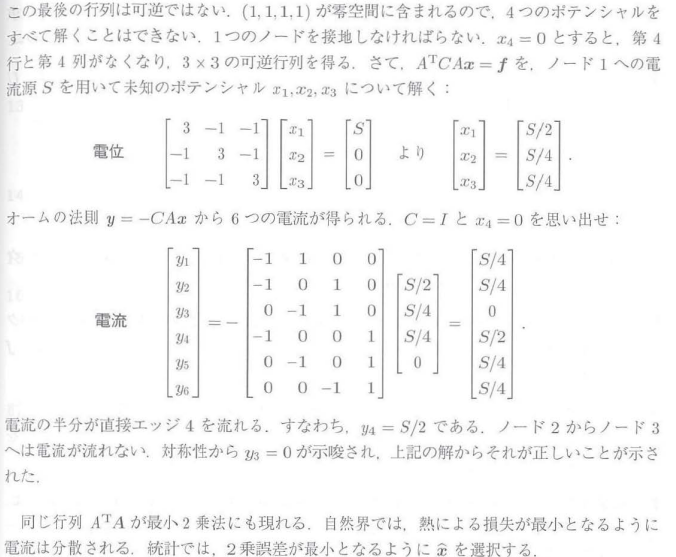 この最後の行列は可逆ではない. (1,1,1,1) が零空間に含まれるので, 4つのポテンシャルを
すべて解くことはできない. 1つのノードを接地しなければならない. x₄ = 0 とすると, 第4
行と第4列がなくなり, 3 × 3 の可逆行列を得る. さて, AᵀCAx = f を, ノード1への電
流源 S を用いて未知のポテンシャル x₁, x₂, x₃ について解く:
電位 [3 −1 −1; −1 3 −1; −1 −1 3] [x₁; x₂; x₃] = [S; 0; 0] より [x₁; x₂; x₃] = [S/2; S/4; S/4] .
オームの法則 y = −CAx から6つの電流が得られる. C = I と x₄ = 0 を思い出せ:
電流 [y₁; y₂; y₃; y₄; y₅; y₆] = − [−1 1 0 0; −1 0 1 0; 0 −1 1 0; −1 0 0 1; 0 −1 0 1; 0 0 −1 1] [S/2; S/4; S/4; 0] = [S/4; S/4; 0; S/2; S/4; S/4] .
電流の半分が直接エッジ4を流れる. すなわち, y₄ = S/2 である. ノード2からノード3
へは電流が流れない. 対称性から y₃ = 0 が示唆され, 上記の解からそれが正しいことが示さ
れた.
同じ行列 AᵀA が最小2乗法にも現れる. 自然界では, 熱による損失が最小となるように
電流は分散される. 統計では, 2乗誤差が最小となるように x̂ を選択する.